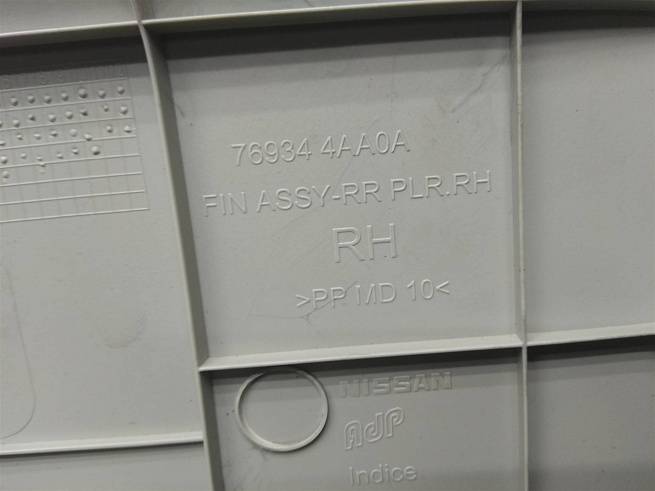 76934 4AA0A
FIN ASSY-RR PLR.RH
RH
>PP MD 10<
NISSAN
AdP
Indice